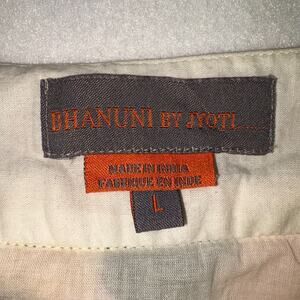 BHANUNI BY JYOTI......
MADE IN INDIA
FABRIQUE EN INDE
L